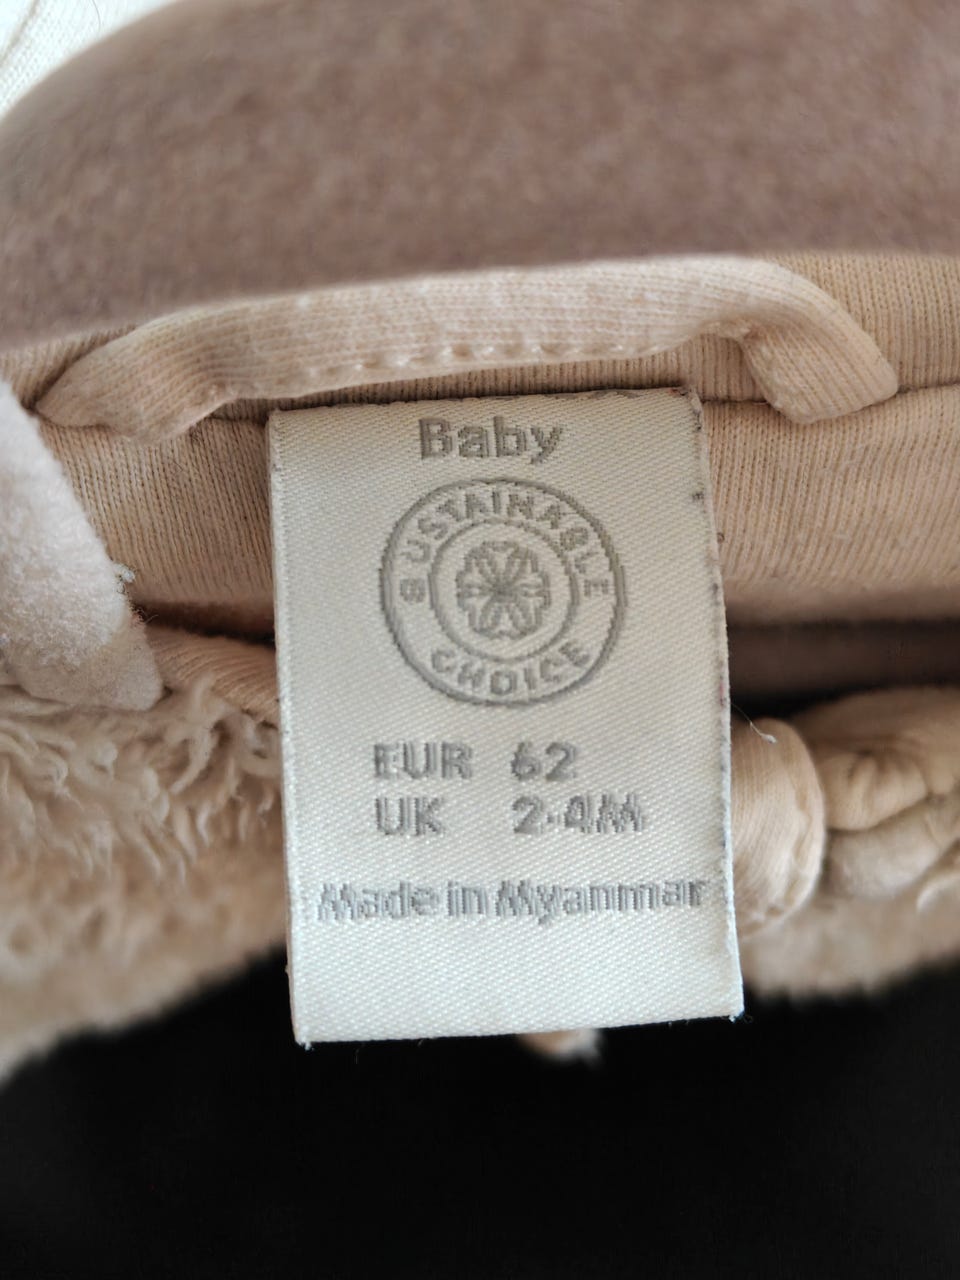 Baby
SUSTAINABLE
CHOICE
EUR 62
UK 2-4M
Made in Myanmar